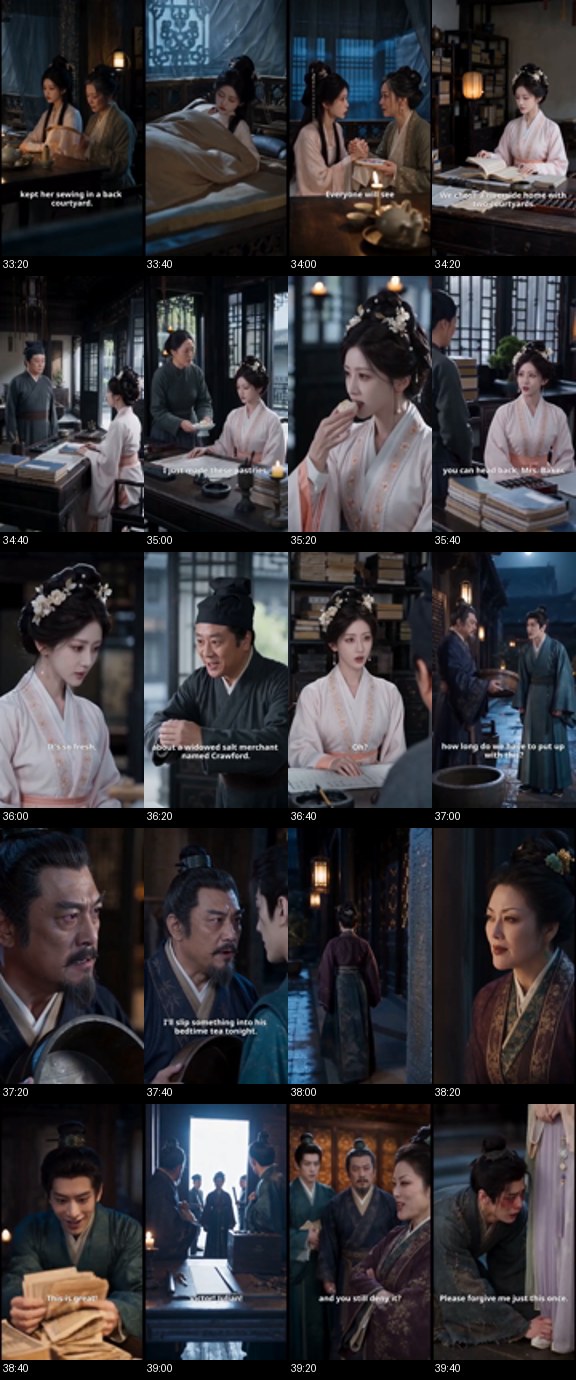 kept her sewing in a back
courtyard.
Everyone will see
We chose a riverside home with
two courtyards.
33:20
33:40
34:00
34:20
I just made these pastries.
you can head back, Mrs. Baker.
34:40
35:00
35:20
35:40
It's so fresh.
about a widowed salt merchant
named Crawford.
Oh?
how long do we have to put up
with this?
36:00
36:20
36:40
37:00
I'll slip something into his
bedtime tea tonight.
37:20
37:40
38:00
38:20
This is great!
Victor! Julian!
and you still deny it?
Please forgive me just this once.
38:40
39:00
39:20
39:40